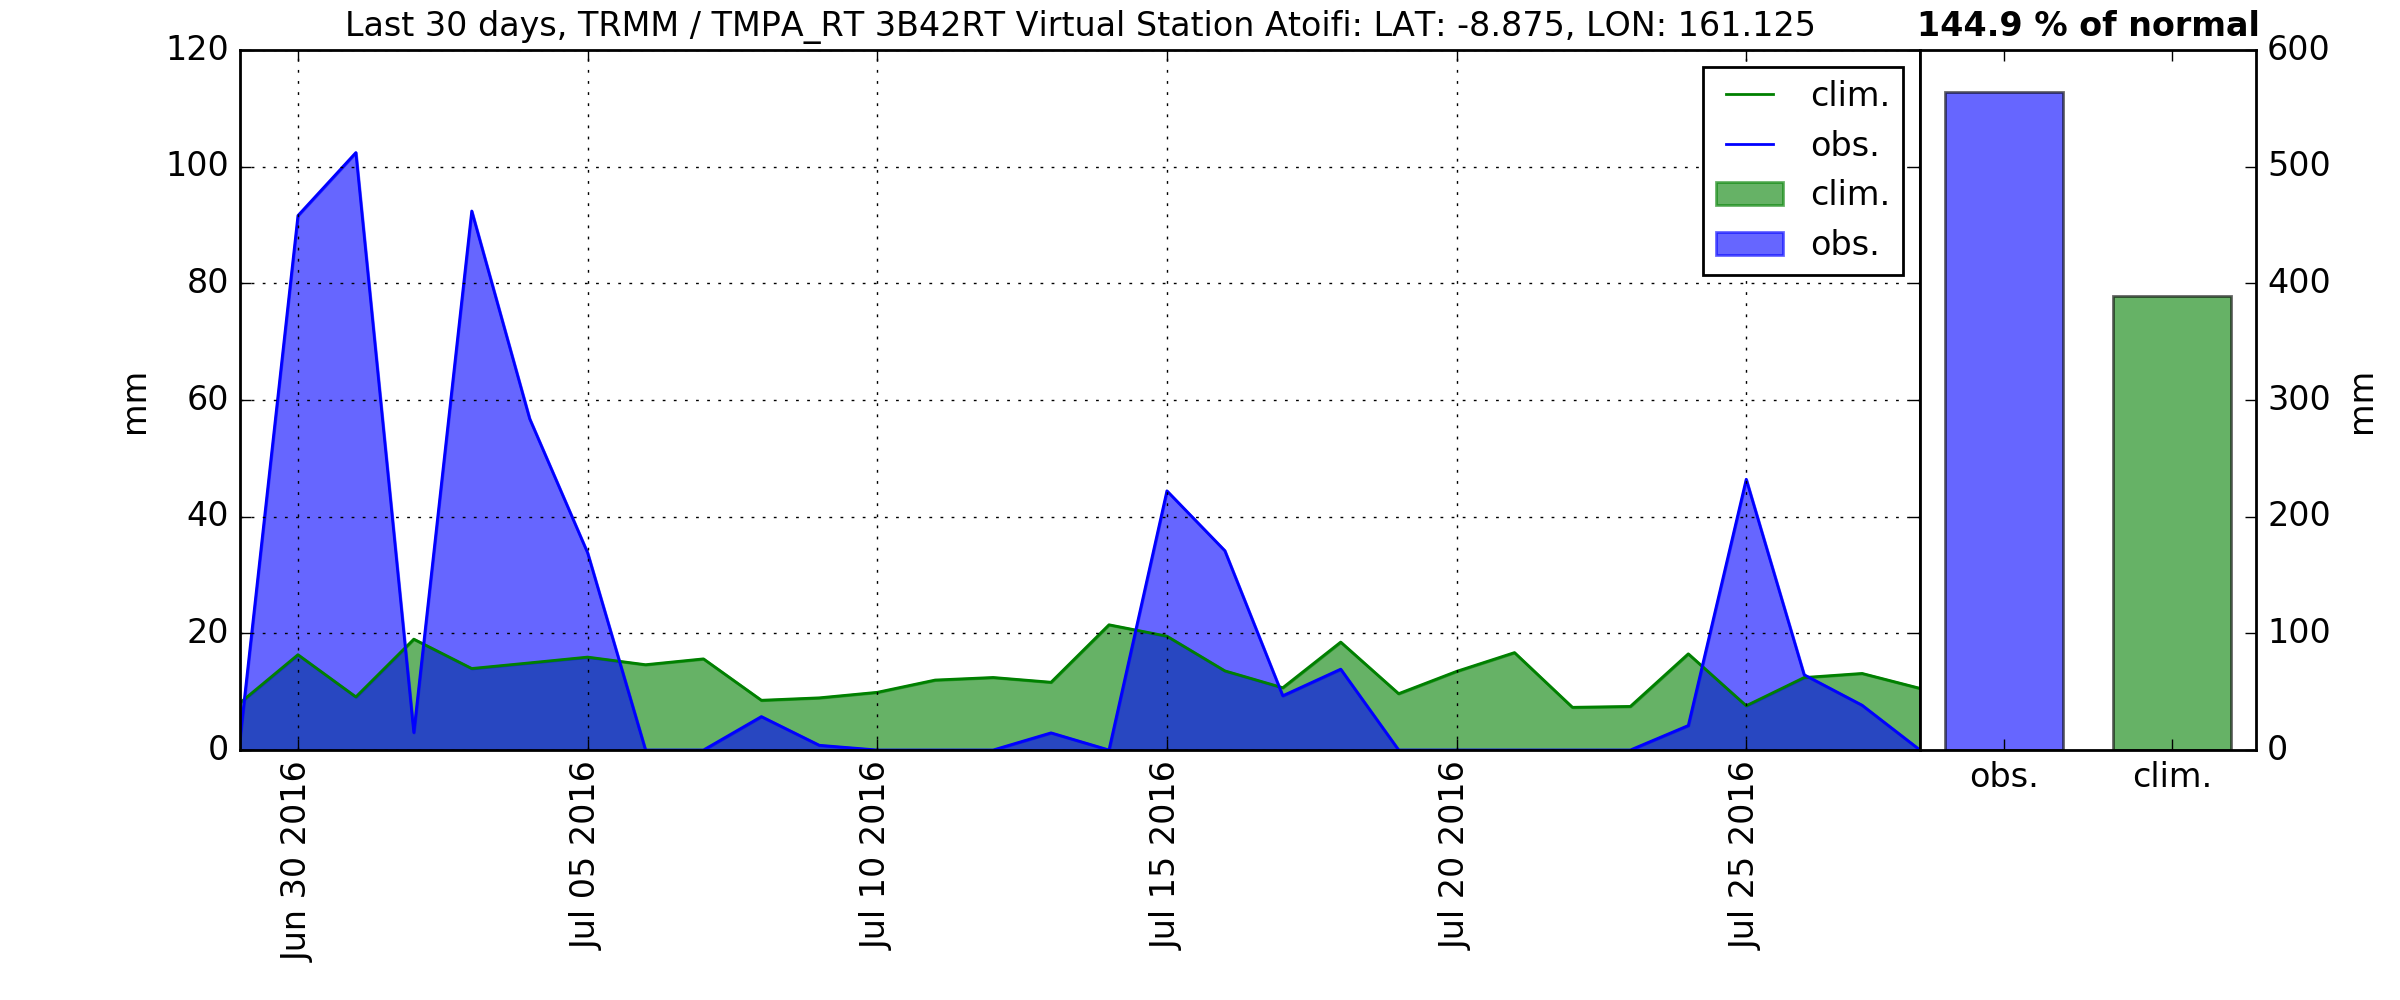 Last 30 days, TRMM / TMPA_RT 3B42RT Virtual Station Atoifi: LAT: -8.875, LON: 161.125
144.9 % of normal
120
100
80
60
40
20
0
mm
clim.
obs.
clim.
obs.
Jun 30 2016
Jul 05 2016
Jul 10 2016
Jul 15 2016
Jul 20 2016
Jul 25 2016
obs.
clim.
600
500
400
300
200
100
0
mm